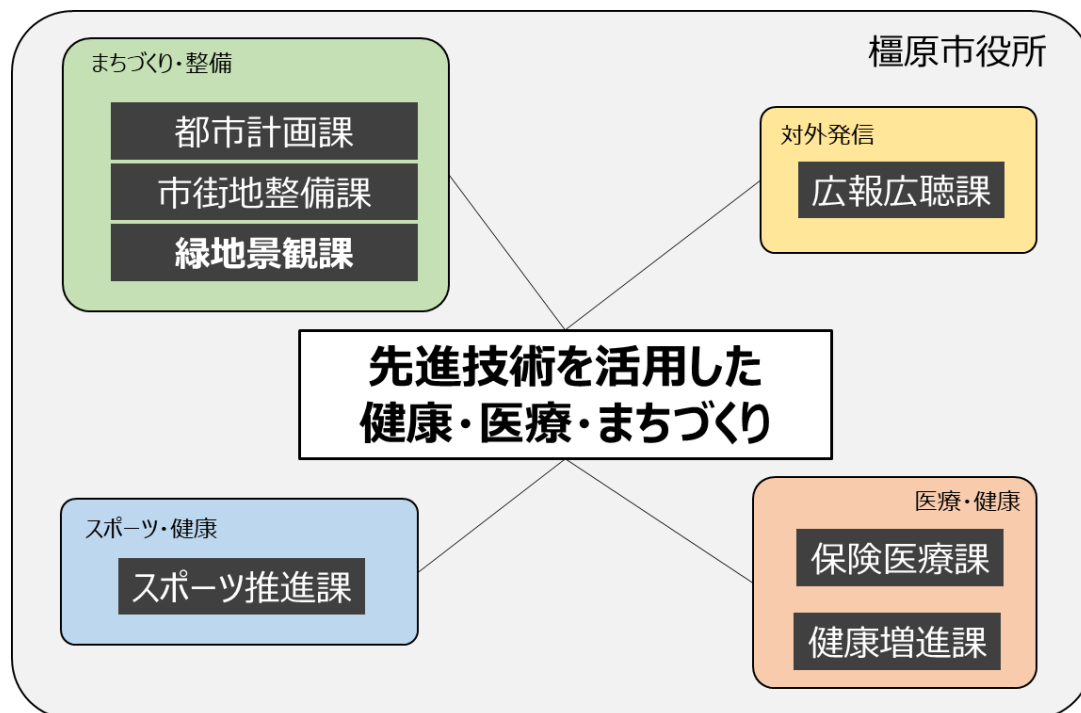 橿原市役所
まちづくり・整備
都市計画課
市街地整備課
緑地景観課
対外発信
広報広聴課
先進技術を活用した
健康・医療・まちづくり
スポーツ・健康
スポーツ推進課
医療・健康
保険医療課
健康増進課